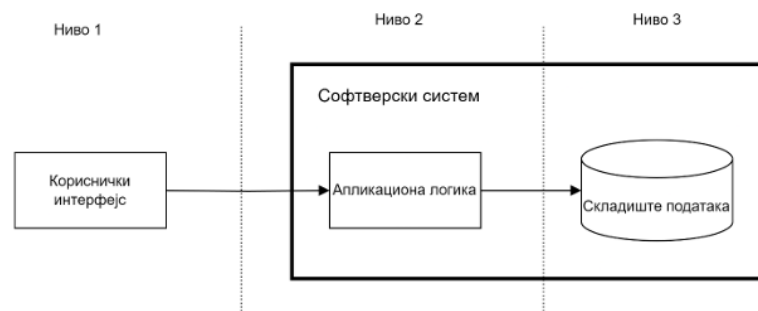 Ниво 1
Ниво 2
Ниво 3
Софтверски систем
Кориснички
интерфејс
Апликациона логика
Складиште података